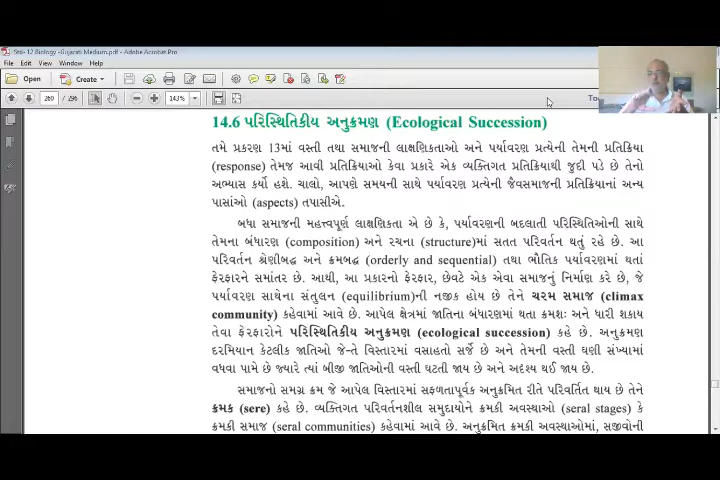 Std- 12 Biology -Gujarati Medium.pdf - Adobe Acrobat Pro
File Edit View Window Help
Open Create
260 / 296 143% To
14.6 પરિસ્થિતિકીય અનુક્રમણ (Ecological Succession)
તમે પ્રકરણ 13માં વસ્તી તથા સમાજની લાક્ષણિકતાઓ અને પર્યાવરણ પ્રત્યેની તેમની પ્રતિક્રિયા
(response) તેમજ આવી પ્રતિક્રિયાઓ કેવા પ્રકારે એક વ્યક્તિગત પ્રતિક્રિયાથી જુદી પડે છે તેનો
અભ્યાસ કર્યો હશે. ચાલો, આપણે સમયની સાથે પર્યાવરણ પ્રત્યેની જૈવસમાજની પ્રતિક્રિયાનાં અન્ય
પાસાંઓ (aspects) તપાસીએ.
બધા સમાજની મહત્ત્વપૂર્ણ લાક્ષણિકતા એ છે કે, પર્યાવરણની બદલાતી પરિસ્થિતિઓની સાથે
તેમના બંધારણ (composition) અને રચના (structure)માં સતત પરિવર્તન થતું રહે છે. આ
પરિવર્તન શ્રેણીબદ્ધ અને ક્રમબદ્ધ (orderly and sequential) તથા ભૌતિક પર્યાવરણમાં થતાં
ફેરફારને સમાંતર છે. આથી, આ પ્રકારનો ફેરફાર, છેવટે એક એવા સમાજનું નિર્માણ કરે છે, જે
પર્યાવરણ સાથેના સંતુલન (equilibrium)ની નજીક હોય છે તેને ચરમ સમાજ (climax
community) કહેવામાં આવે છે. આપેલ ક્ષેત્રમાં જાતિના બંધારણમાં થતા ક્રમશઃ અને ધારી શકાય
તેવા ફેરફારોને પરિસ્થિતિકીય અનુક્રમણ (ecological succession) કહે છે. અનુક્રમણ
દરમિયાન કેટલીક જાતિઓ જે-તે વિસ્તારમાં વસાહતો સર્જે છે અને તેમની વસ્તી ઘણી સંખ્યામાં
વધવા પામે છે જ્યારે ત્યાં બીજી જાતિઓની વસ્તી ઘટતી જાય છે અને અદૃશ્ય થઈ જાય છે.
સમાજનો સમગ્ર ક્રમ જે આપેલ વિસ્તારમાં સફળતાપૂર્વક અનુક્રમિત રીતે પરિવર્તિત થાય છે તેને
ક્રમક (sere) કહે છે. વ્યક્તિગત પરિવર્તનશીલ સમુદાયોને ક્રમકી અવસ્થાઓ (seral stages) કે
ક્રમકી સમાજ (seral communities) કહેવામાં આવે છે. અનુક્રમિત ક્રમકી અવસ્થાઓમાં, સજીવોની